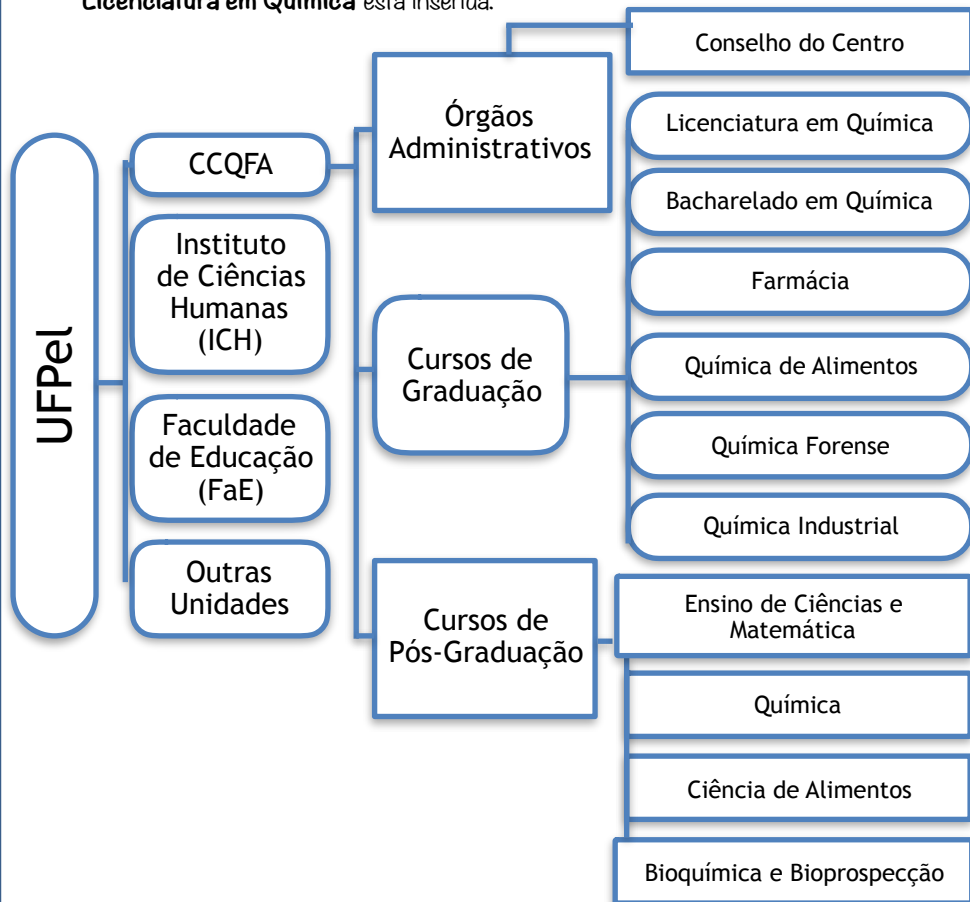 Licenciatura em Química está inserida.
UFPel
CCQFA
Instituto
de Ciências
Humanas
(ICH)
Faculdade
de Educação
(FaE)
Outras
Unidades
Órgãos
Administrativos
Cursos de
Graduação
Cursos de
Pós-Graduação
Conselho do Centro
Licenciatura em Química
Bacharelado em Química
Farmácia
Química de Alimentos
Química Forense
Química Industrial
Ensino de Ciências e
Matemática
Química
Ciência de Alimentos
Bioquímica e Bioprospecção